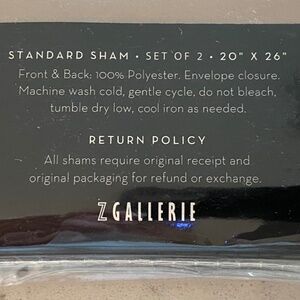 STANDARD SHAM • SET OF 2 • 20" X 26"
Front & Back: 100% Polyester. Envelope closure.
Machine wash cold, gentle cycle, do not bleach,
tumble dry low, cool iron as needed.
RETURN POLICY
All shams require original receipt and
original packaging for refund or exchange.
Z GALLERIE